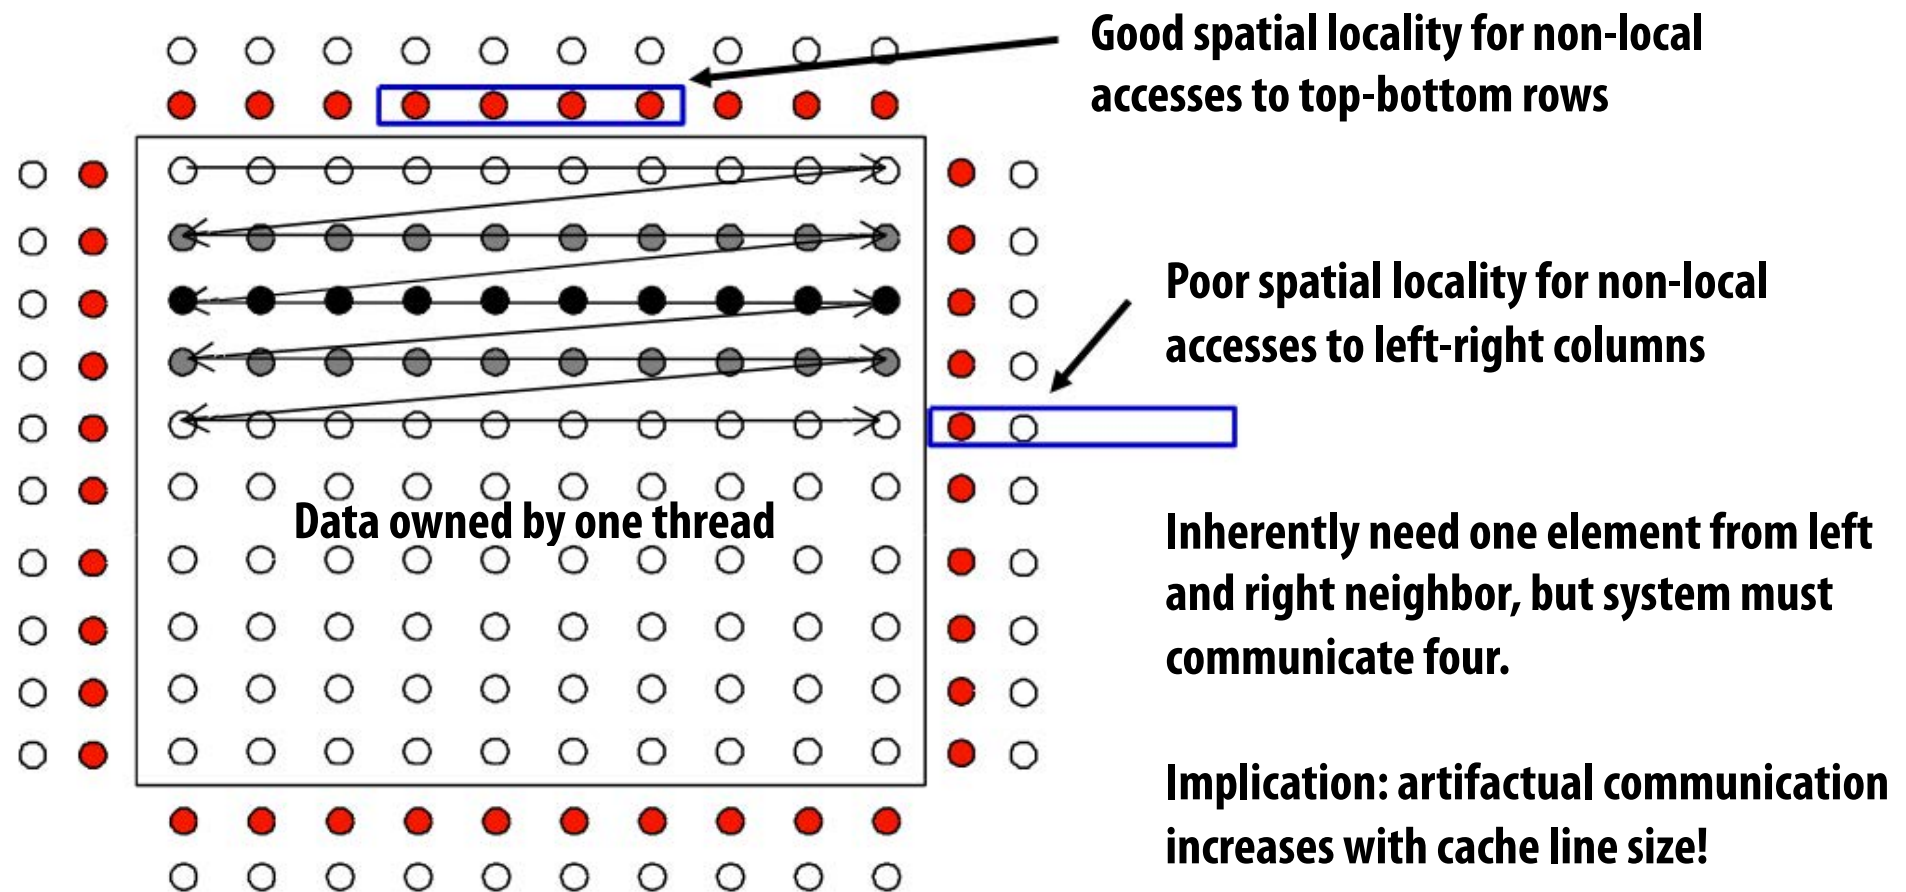 Good spatial locality for non-local
accesses to top-bottom rows
Poor spatial locality for non-local
accesses to left-right columns
Data owned by one thread
Inherently need one element from left
and right neighbor, but system must
communicate four.
Implication: artifactual communication
increases with cache line size!